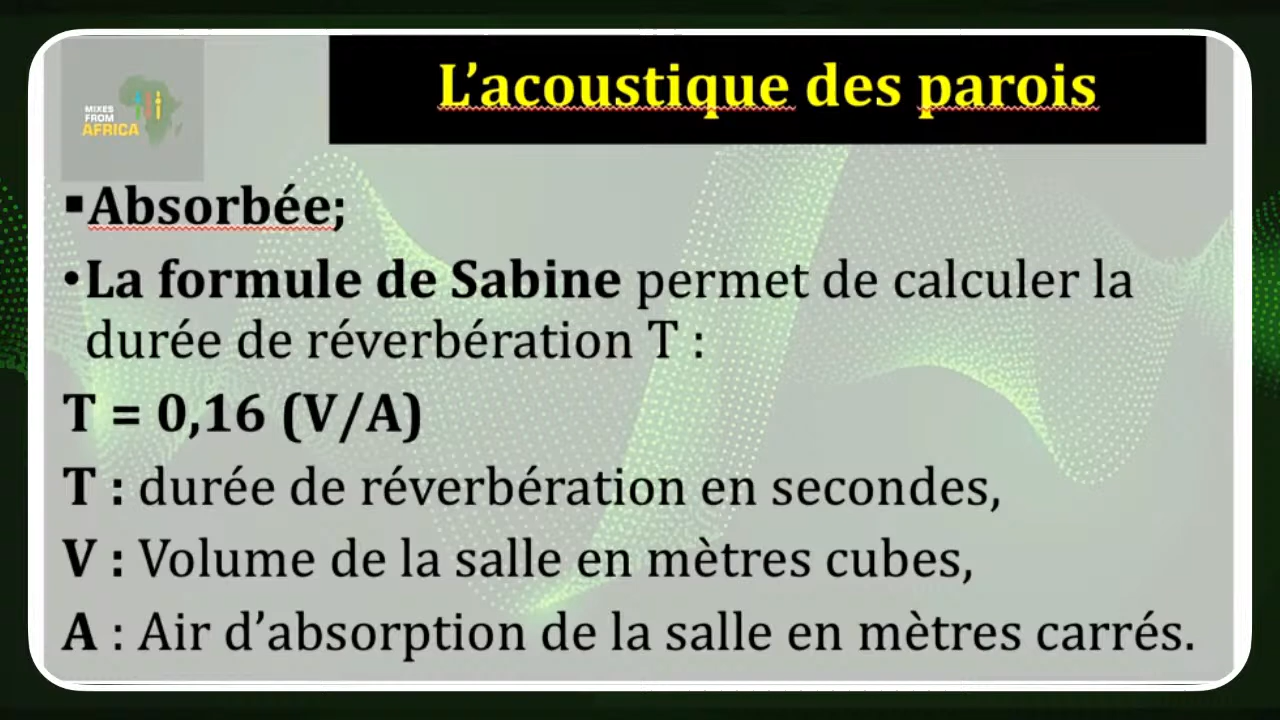 L’acoustique des parois
MIXES
FROM
AFRICA
▪Absorbée;
•La formule de Sabine permet de calculer la
durée de réverbération T :
T = 0,16 (V/A)
T : durée de réverbération en secondes,
V : Volume de la salle en mètres cubes,
A : Air d’absorption de la salle en mètres carrés.